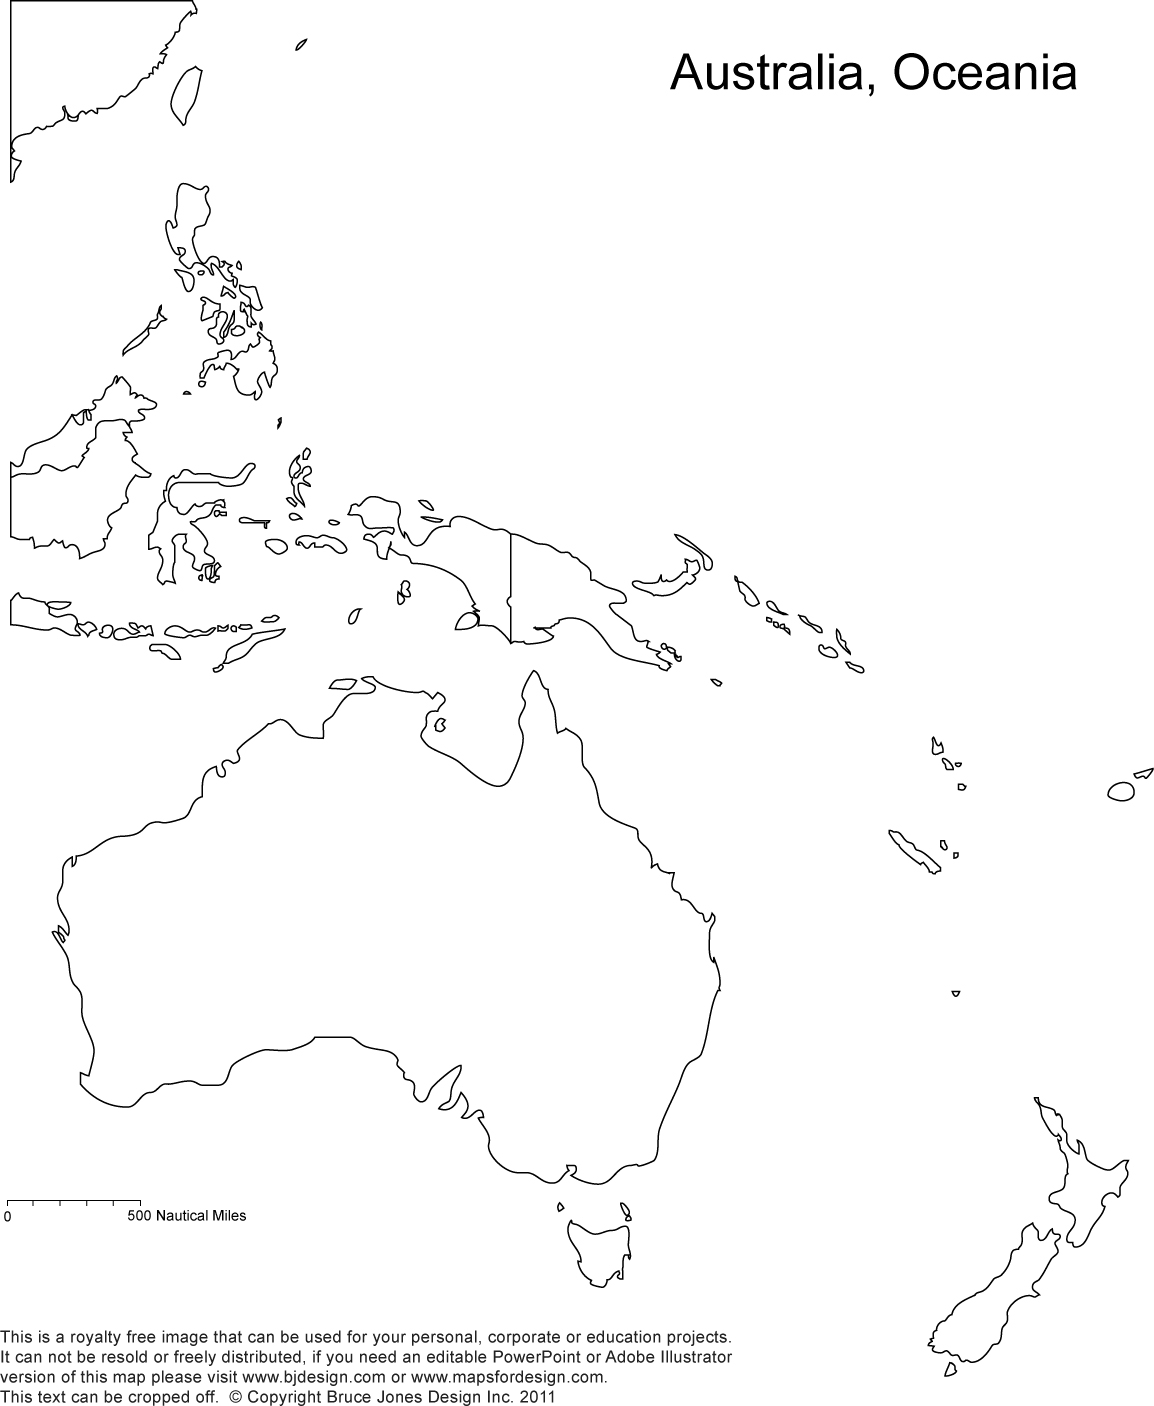 Australia, Oceania
0
500 Nautical Miles
This is a royalty free image that can be used for your personal, corporate or education projects.
It can not be resold or freely distributed, if you need an editable PowerPoint or Adobe Illustrator
version of this map please visit www.bjdesign.com or www.mapsfordesign.com.
This text can be cropped off.  © Copyright Bruce Jones Design Inc. 2011